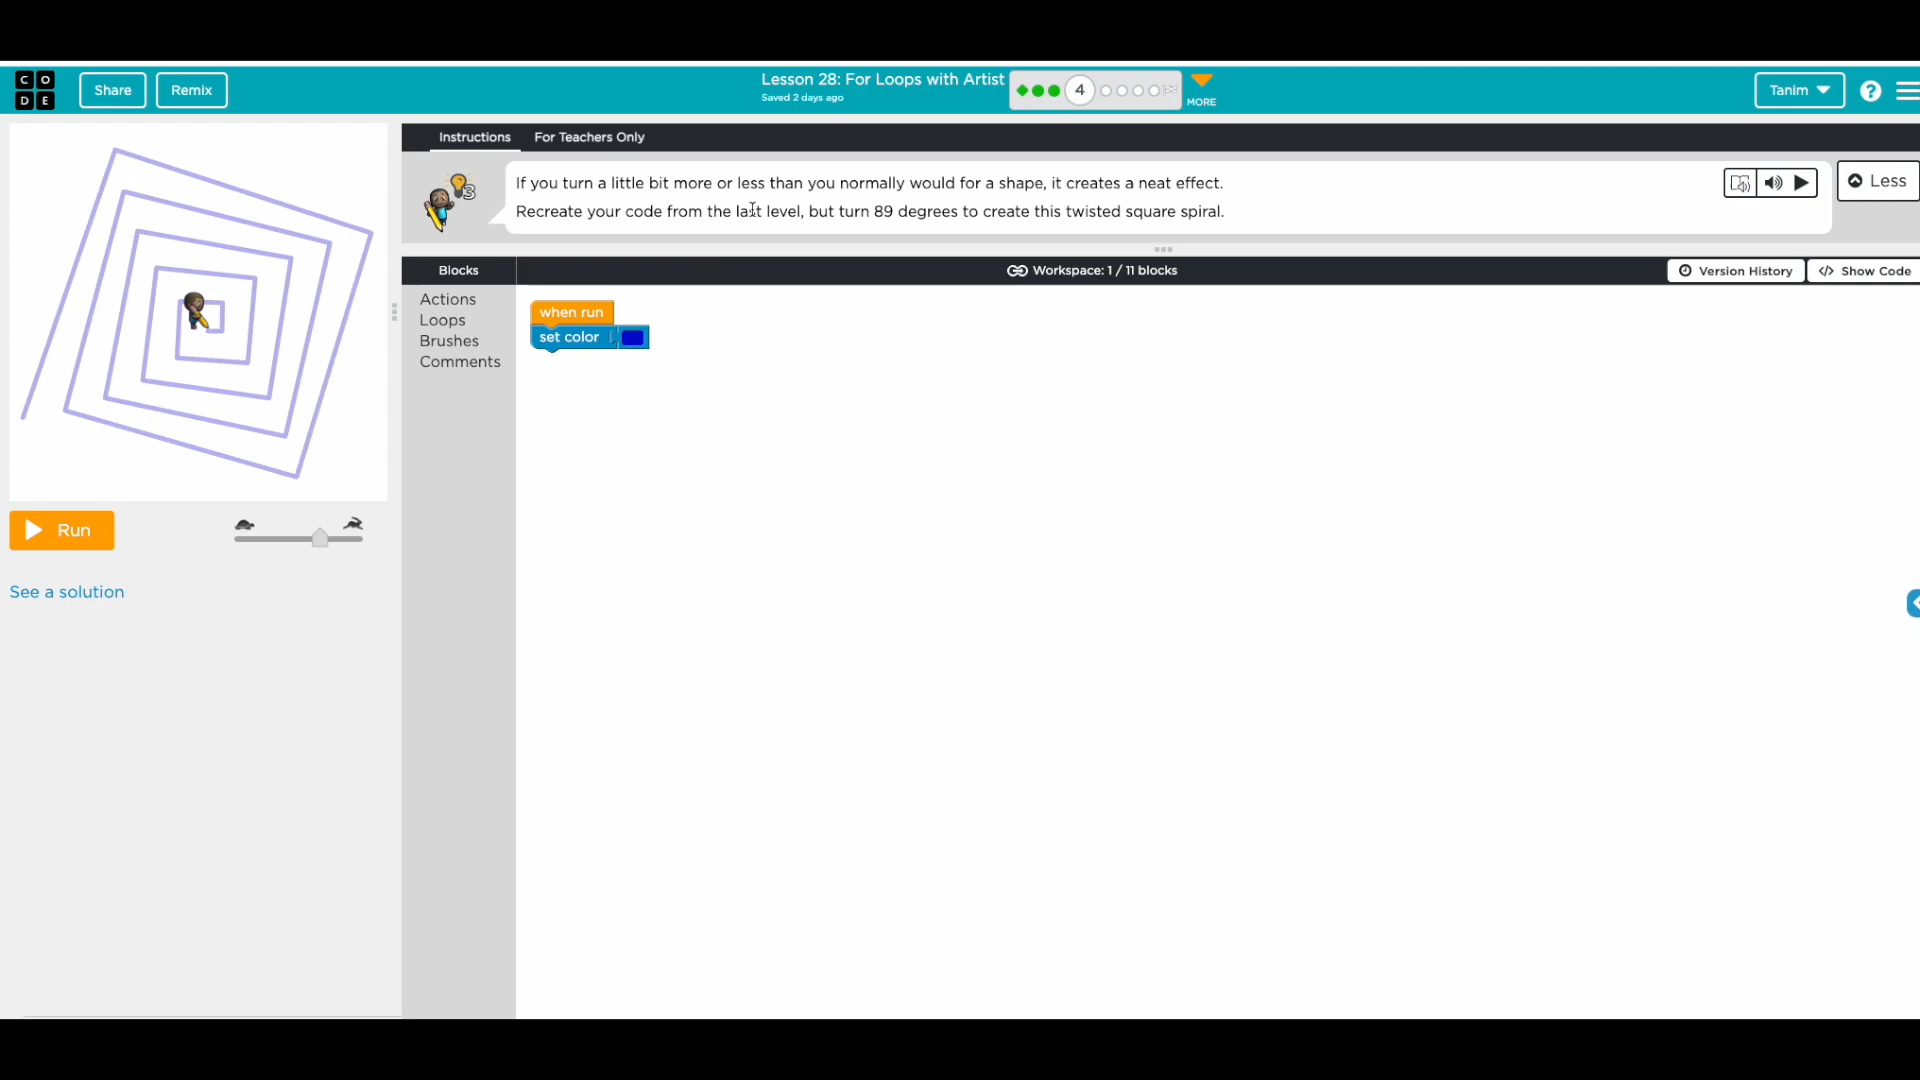 C O
D E
Share
Remix
Lesson 28: For Loops with Artist
Saved 2 days ago
4
MORE
Tanim
?
Instructions
For Teachers Only
3
If you turn a little bit more or less than you normally would for a shape, it creates a neat effect.
Recreate your code from the last level, but turn 89 degrees to create this twisted square spiral.
Less
Blocks
Workspace: 1 / 11 blocks
Version History
</> Show Code
Actions
Loops
Brushes
Comments
when run
set color
Run
See a solution